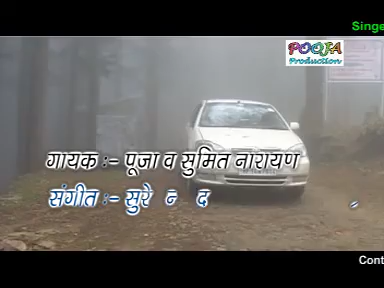 Singe
POOJA
Production
गायक :- पूजा व सुमित नारायण
संगीत :- सुरे न द
Cont